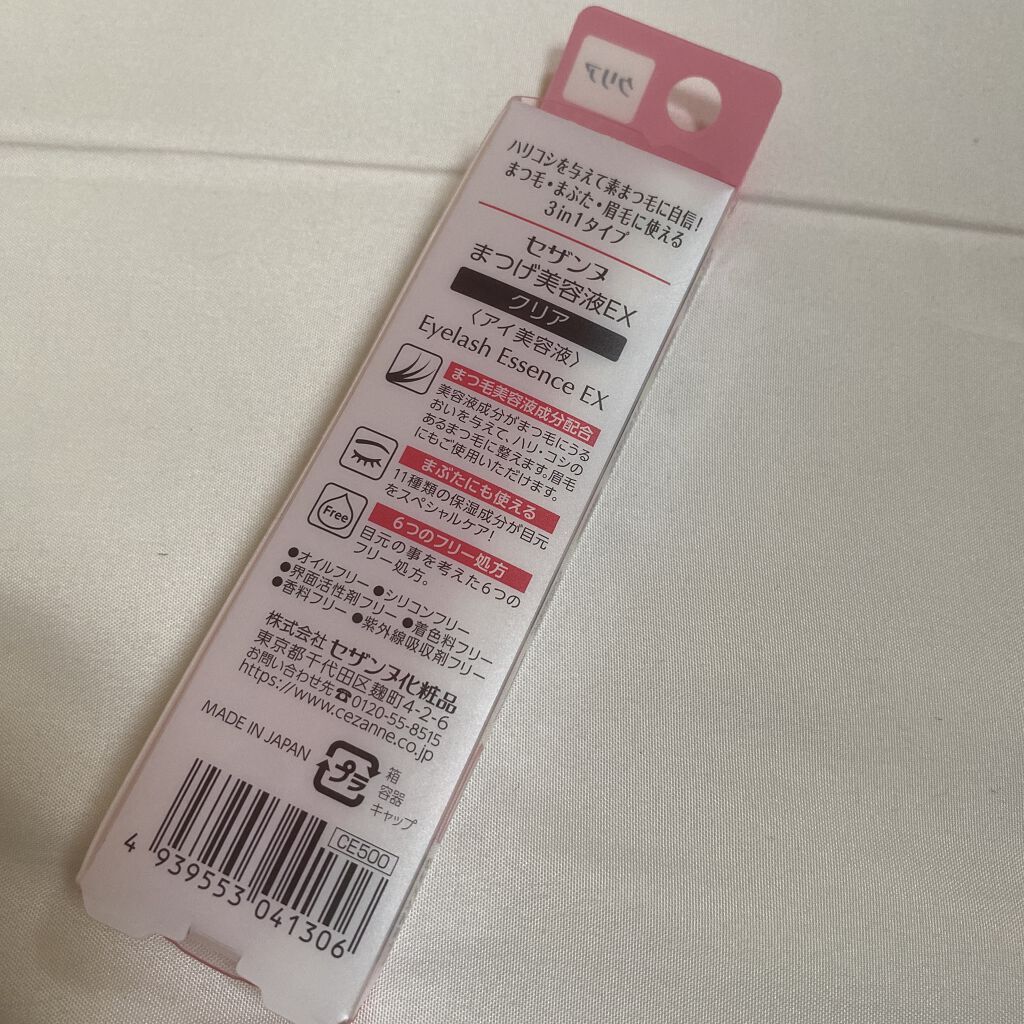 クリア
ハリコシを与えて素まつ毛に自信!
まつ毛・まぶた・眉毛に使える
3in1タイプ
セザンヌ
まつげ美容液EX
クリア
〈アイ美容液〉
Eyelash Essence EX
まつ毛美容液成分配合
美容液成分がまつ毛にうる
おいを与えて、ハリ・コシの
あるまつ毛に整えます。眉毛
にもご使用いただけます。
まぶたにも使える
11種類の保湿成分が目元
をスペシャルケア!
Free
6つのフリー処方
目元の事を考えた6つの
フリー処方。
●オイルフリー ●シリコンフリー
●界面活性剤フリー ●着色料フリー
●香料フリー ●紫外線吸収剤フリー
株式会社 セザンヌ化粧品
東京都千代田区麹町4-2-6
お問い合わせ先☎0120-55-8515
https://www.cezanne.co.jp
MADE IN JAPAN
プラ
箱
容器
キャップ
CE500
4 939553 041306